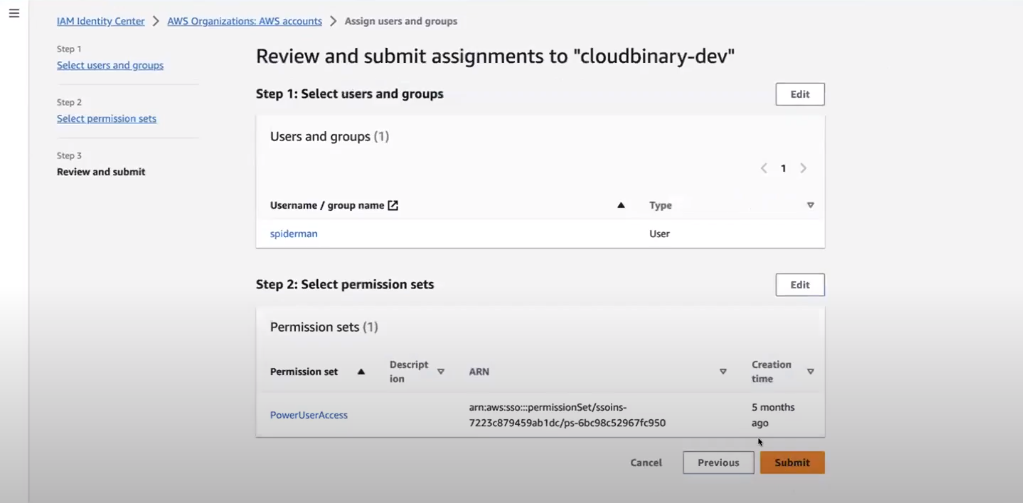 IAM Identity Center > AWS Organizations: AWS accounts > Assign users and groups
Step 1
Select users and groups
Step 2
Select permission sets
Step 3
Review and submit
Review and submit assignments to "cloudbinary-dev"
Step 1: Select users and groups
Edit
Users and groups (1)
1
Username / group name
Type
spiderman
User
Step 2: Select permission sets
Edit
Permission sets (1)
Permission set
Descript
ion
ARN
Creation
time
PowerUserAccess
arn:aws:sso:::permissionSet/ssoins-
7223c879459ab1dc/ps-6bc98c52967fc950
5 months
ago
Cancel
Previous
Submit